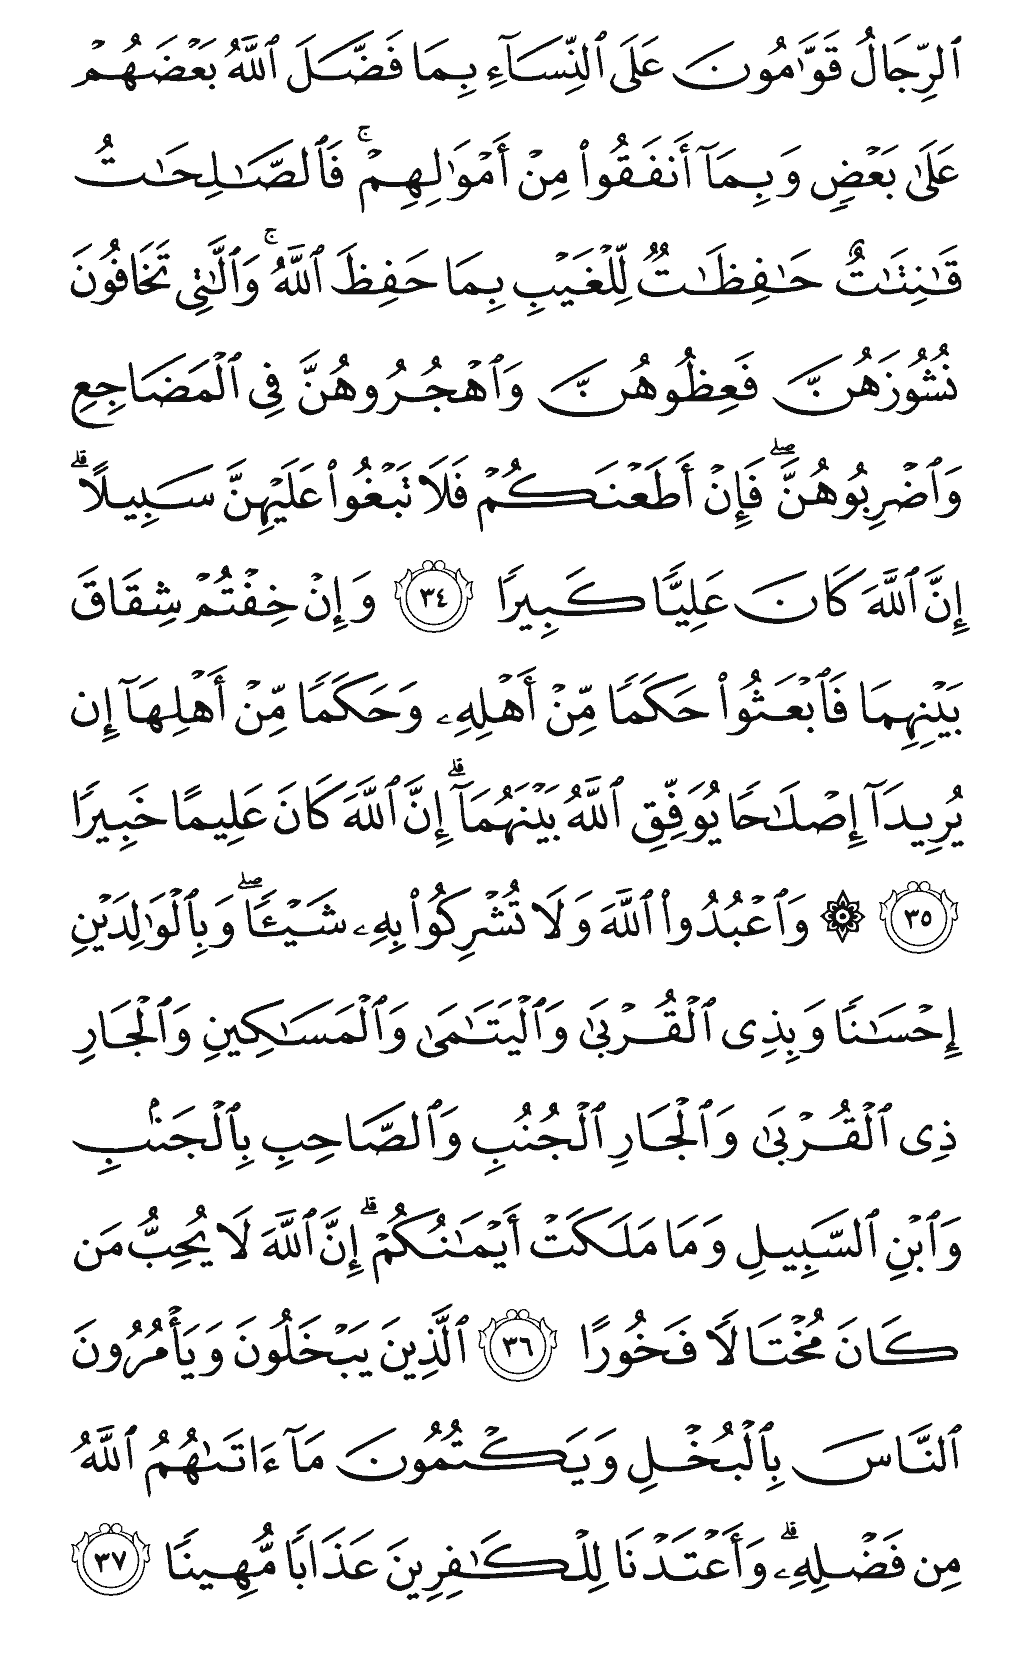 ٱلرِّجَالُ قَوَّٰمُونَ عَلَى ٱلنِّسَآءِ بِمَا فَضَّلَ ٱللَّهُ بَعْضَهُمْ
عَلَىٰ بَعْضٍ وَبِمَآ أَنفَقُوا۟ مِنْ أَمْوَٰلِهِمْ ۚ فَٱلصَّـٰلِحَـٰتُ
قَـٰنِتَـٰتٌ حَـٰفِظَـٰتٌ لِّلْغَيْبِ بِمَا حَفِظَ ٱللَّهُ ۚ وَٱلَّـٰتِى تَخَافُونَ
نُشُوزَهُنَّ فَعِظُوهُنَّ وَٱهْجُرُوهُنَّ فِى ٱلْمَضَاجِعِ
وَٱضْرِبُوهُنَّ ۖ فَإِنْ أَطَعْنَكُمْ فَلَا تَبْغُوا۟ عَلَيْهِنَّ سَبِيلًا ۗ
إِنَّ ٱللَّهَ كَانَ عَلِيًّا كَبِيرًا ٣٤ وَإِنْ خِفْتُمْ شِقَاقَ
بَيْنِهِمَا فَٱبْعَثُوا۟ حَكَمًا مِّنْ أَهْلِهِۦ وَحَكَمًا مِّنْ أَهْلِهَآ إِن
يُرِيدَآ إِصْلَـٰحًا يُوَفِّقِ ٱللَّهُ بَيْنَهُمَآ ۗ إِنَّ ٱللَّهَ كَانَ عَلِيمًا خَبِيرًا
٣٥ ۞ وَٱعْبُدُوا۟ ٱللَّهَ وَلَا تُشْرِكُوا۟ بِهِۦ شَيْـًٔا ۖ وَبِٱلْوَٰلِدَيْنِ
إِحْسَـٰنًا وَبِذِى ٱلْقُرْبَىٰ وَٱلْيَتَـٰمَىٰ وَٱلْمَسَـٰكِينِ وَٱلْجَارِ
ذِى ٱلْقُرْبَىٰ وَٱلْجَارِ ٱلْجُنُبِ وَٱلصَّاحِبِ بِٱلْجَنۢبِ
وَٱبْنِ ٱلسَّبِيلِ وَمَا مَلَكَتْ أَيْمَـٰنُكُمْ ۗ إِنَّ ٱللَّهَ لَا يُحِبُّ مَن
كَانَ مُخْتَالًا فَخُورًا ٣٦ ٱلَّذِينَ يَبْخَلُونَ وَيَأْمُرُونَ
ٱلنَّاسَ بِٱلْبُخْلِ وَيَكْتُمُونَ مَآ ءَاتَىٰهُمُ ٱللَّهُ
مِن فَضْلِهِۦ ۗ وَأَعْتَدْنَا لِلْكَـٰفِرِينَ عَذَابًا مُّهِينًا ٣٧